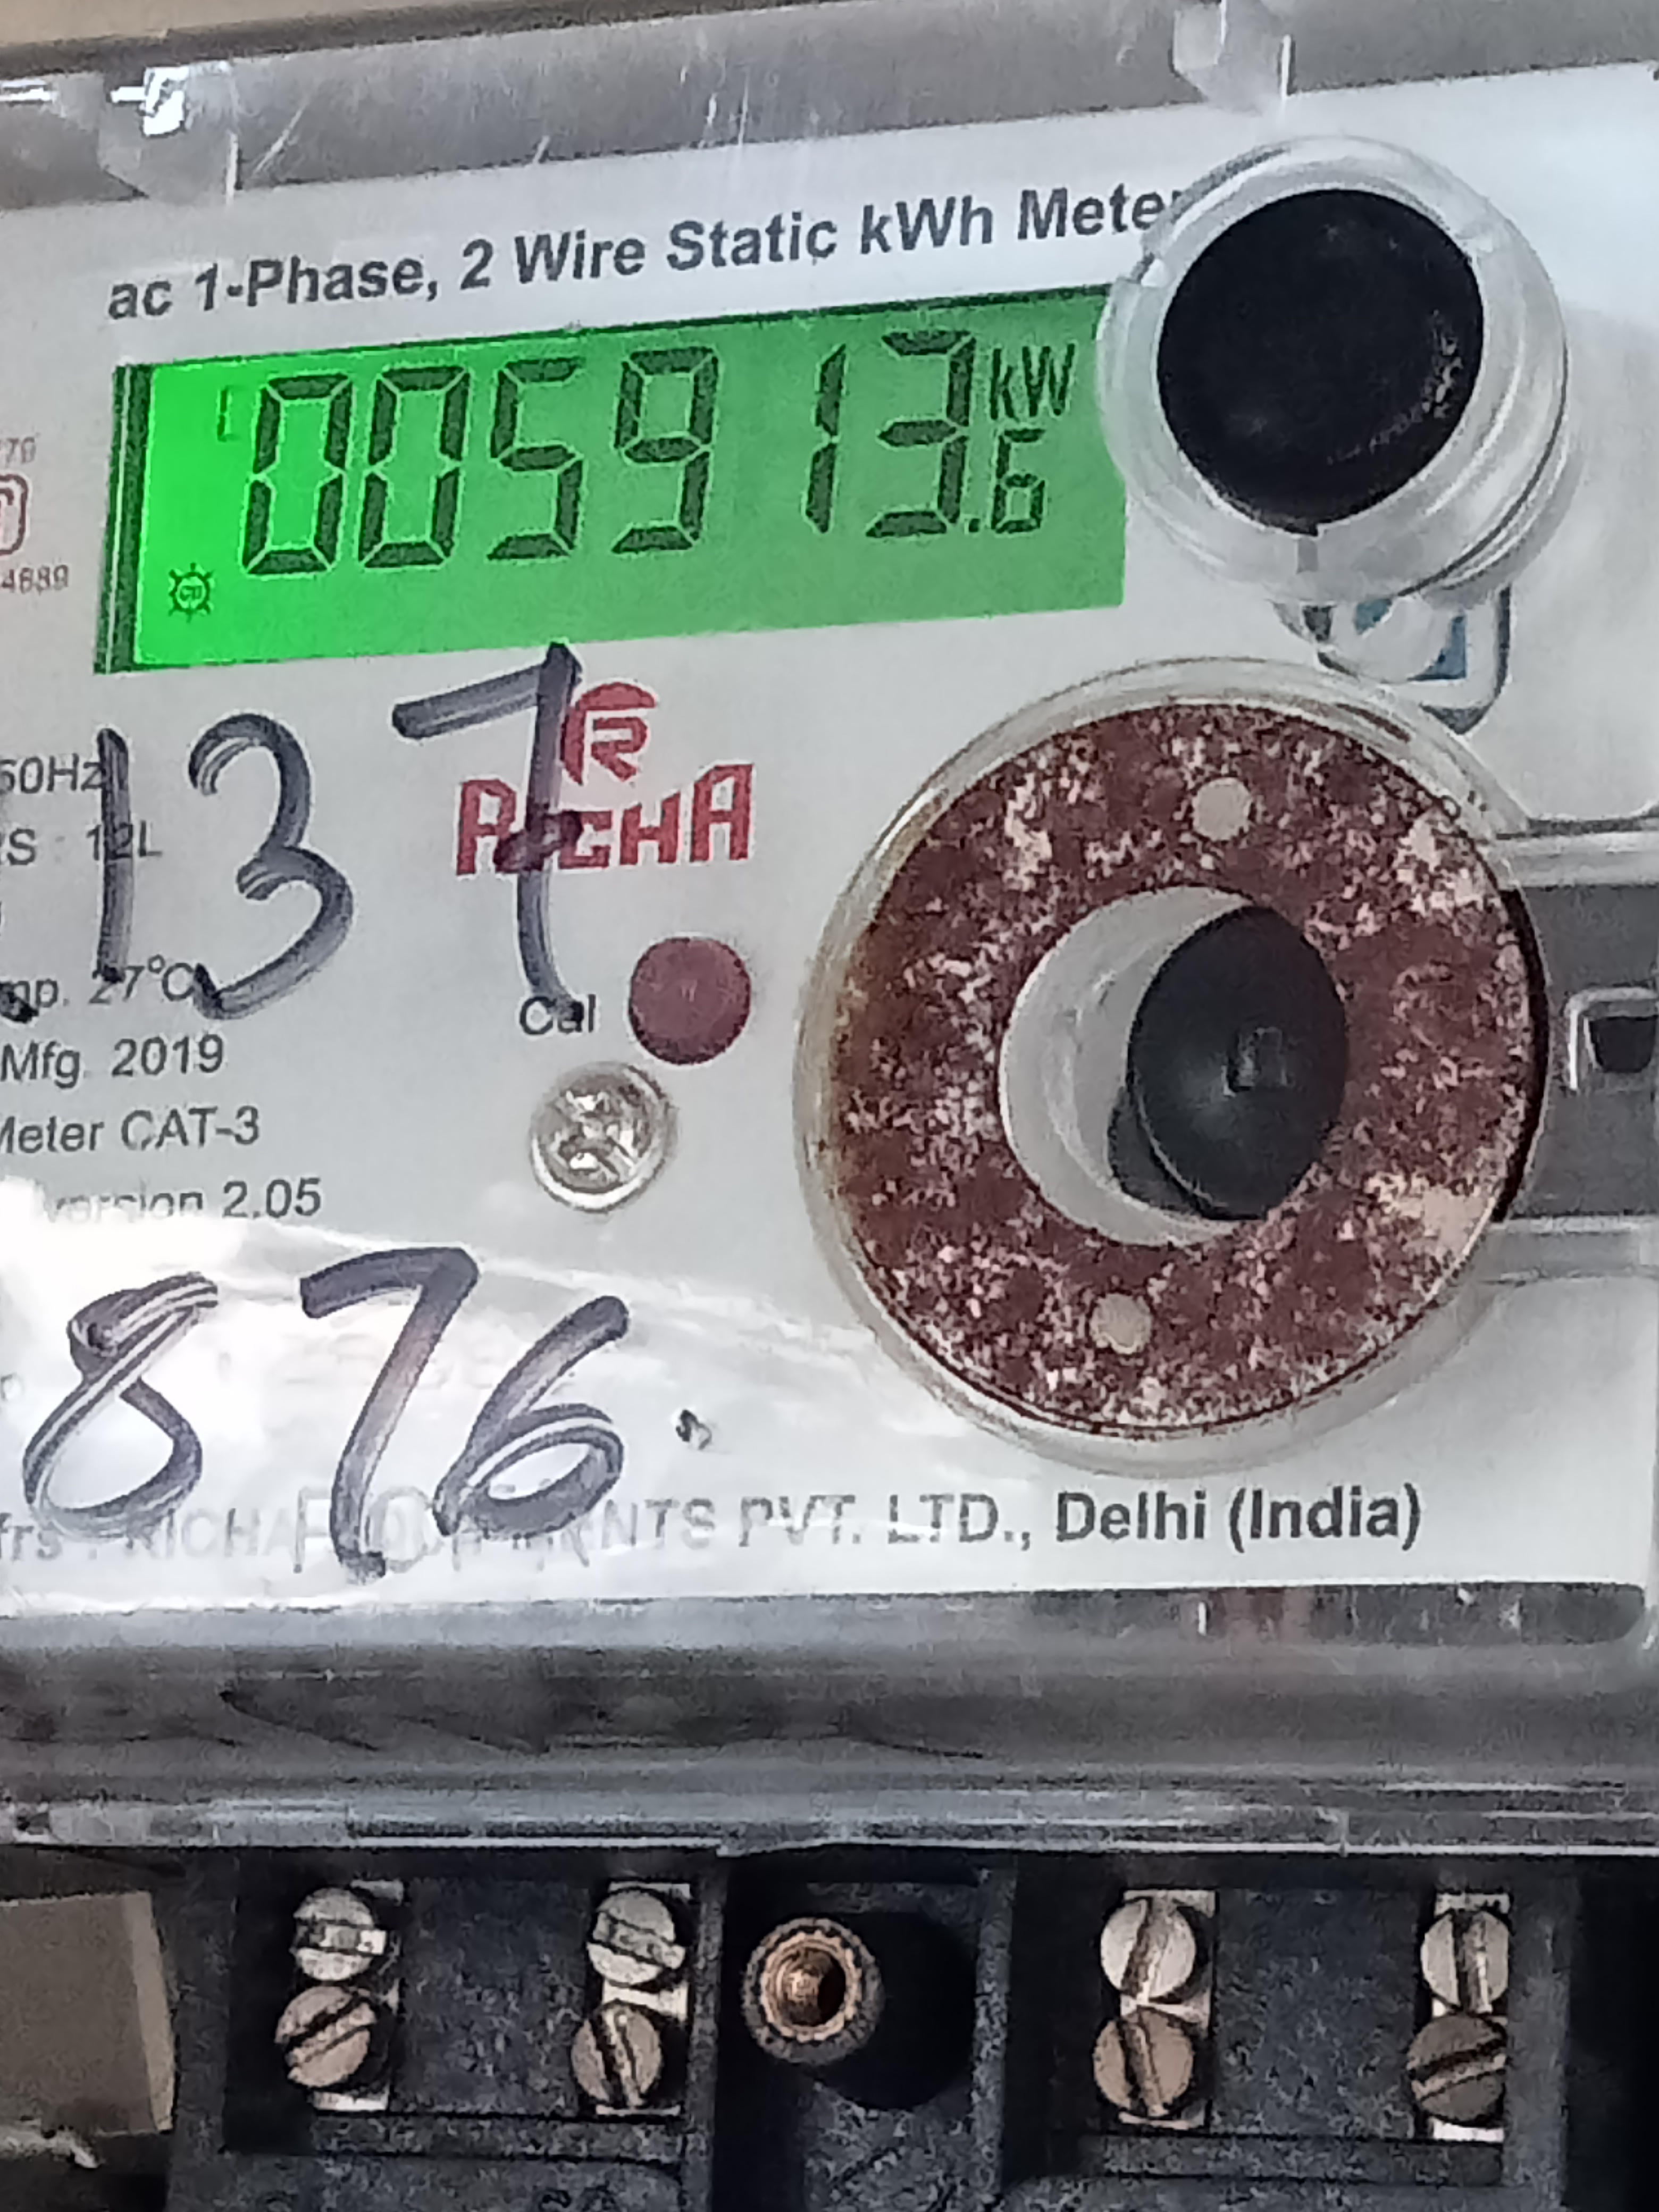 ac 1-Phase, 2 Wire Static kWh Meter
005913.6 kW
137
RICHA
12L
27°C
Cal
Mfg. 2019
Meter CAT-3
version 2.05
876
PVT. LTD., Delhi (India)